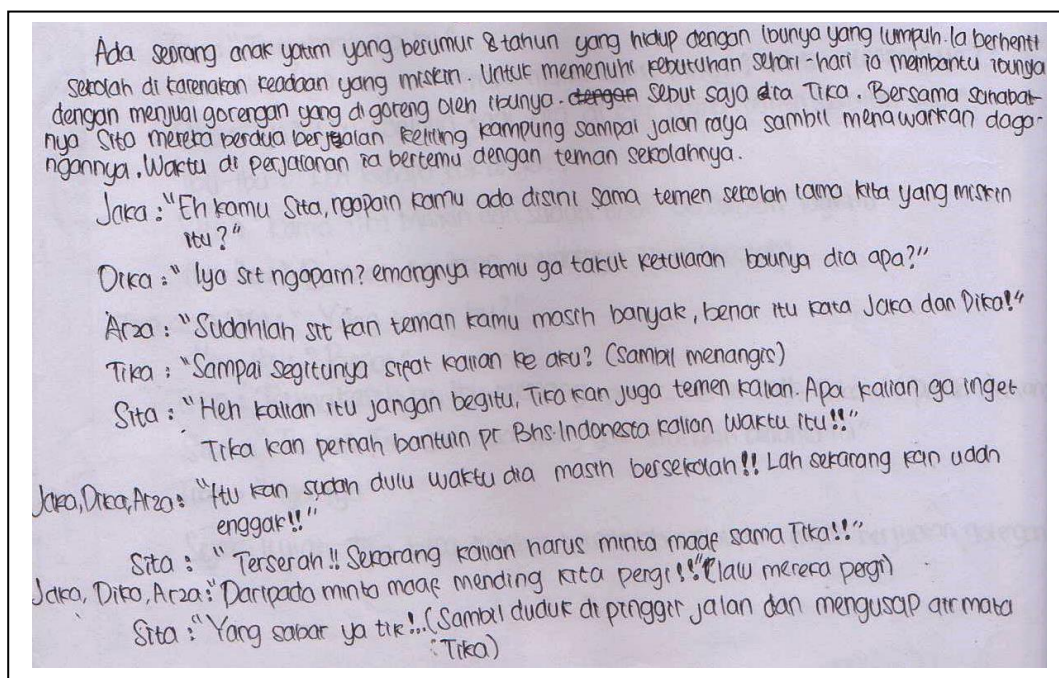 Ada seorang anak yatim yang berumur 8 tahun yang hidup dengan ibunya yang lumpuh. Ia berhenti
sekolah di karenakan keadaan yang miskin. Untuk memenuhi kebutuhan sehari-hari ia membantu ibunya
dengan menjual gorengan yang di goreng oleh ibunya. dengan Sebut saja dia Tika. Bersama sahabat-
nya Sita mereka berdua berjalan keliling kampung sampai jalan raya sambil menawarkan daga-
ngannya. Waktu di perjalanan ia bertemu dengan teman sekolahnya.
Jaka : "Eh kamu Sita, ngapain kamu ada disini sama temen sekolah lama kita yang miskin
itu?"
Dika : "Iya sit ngapain? emangnya kamu ga takut ketularan baunya dia apa?"
Arza : "Sudahlah sit kan teman kamu masih banyak, benar itu kata Jaka dan Dika!"
Tika : "Sampai segitunya sifat kalian ke aku? (Sambil menangis)
Sita : "Heh kalian itu jangan begitu, Tika kan juga temen kalian. Apa kalian ga inget
Tika kan pernah bantuin pr Bhs.Indonesia kalian waktu itu!!"
Jaka,Dika,Arza : "Itu kan sudah dulu waktu dia masih bersekolah!! Lah sekarang kan udah
enggak!!"
Sita : "Terserah!! Sekarang kalian harus minta maaf sama Tika!!"
Jaka, Dika, Arza : "Daripada minta maaf mending kita pergi!!" (lalu mereka pergi)
Sita : "Yang sabar ya tik!..(Sambil duduk di pinggir jalan dan mengusap air mata
Tika)